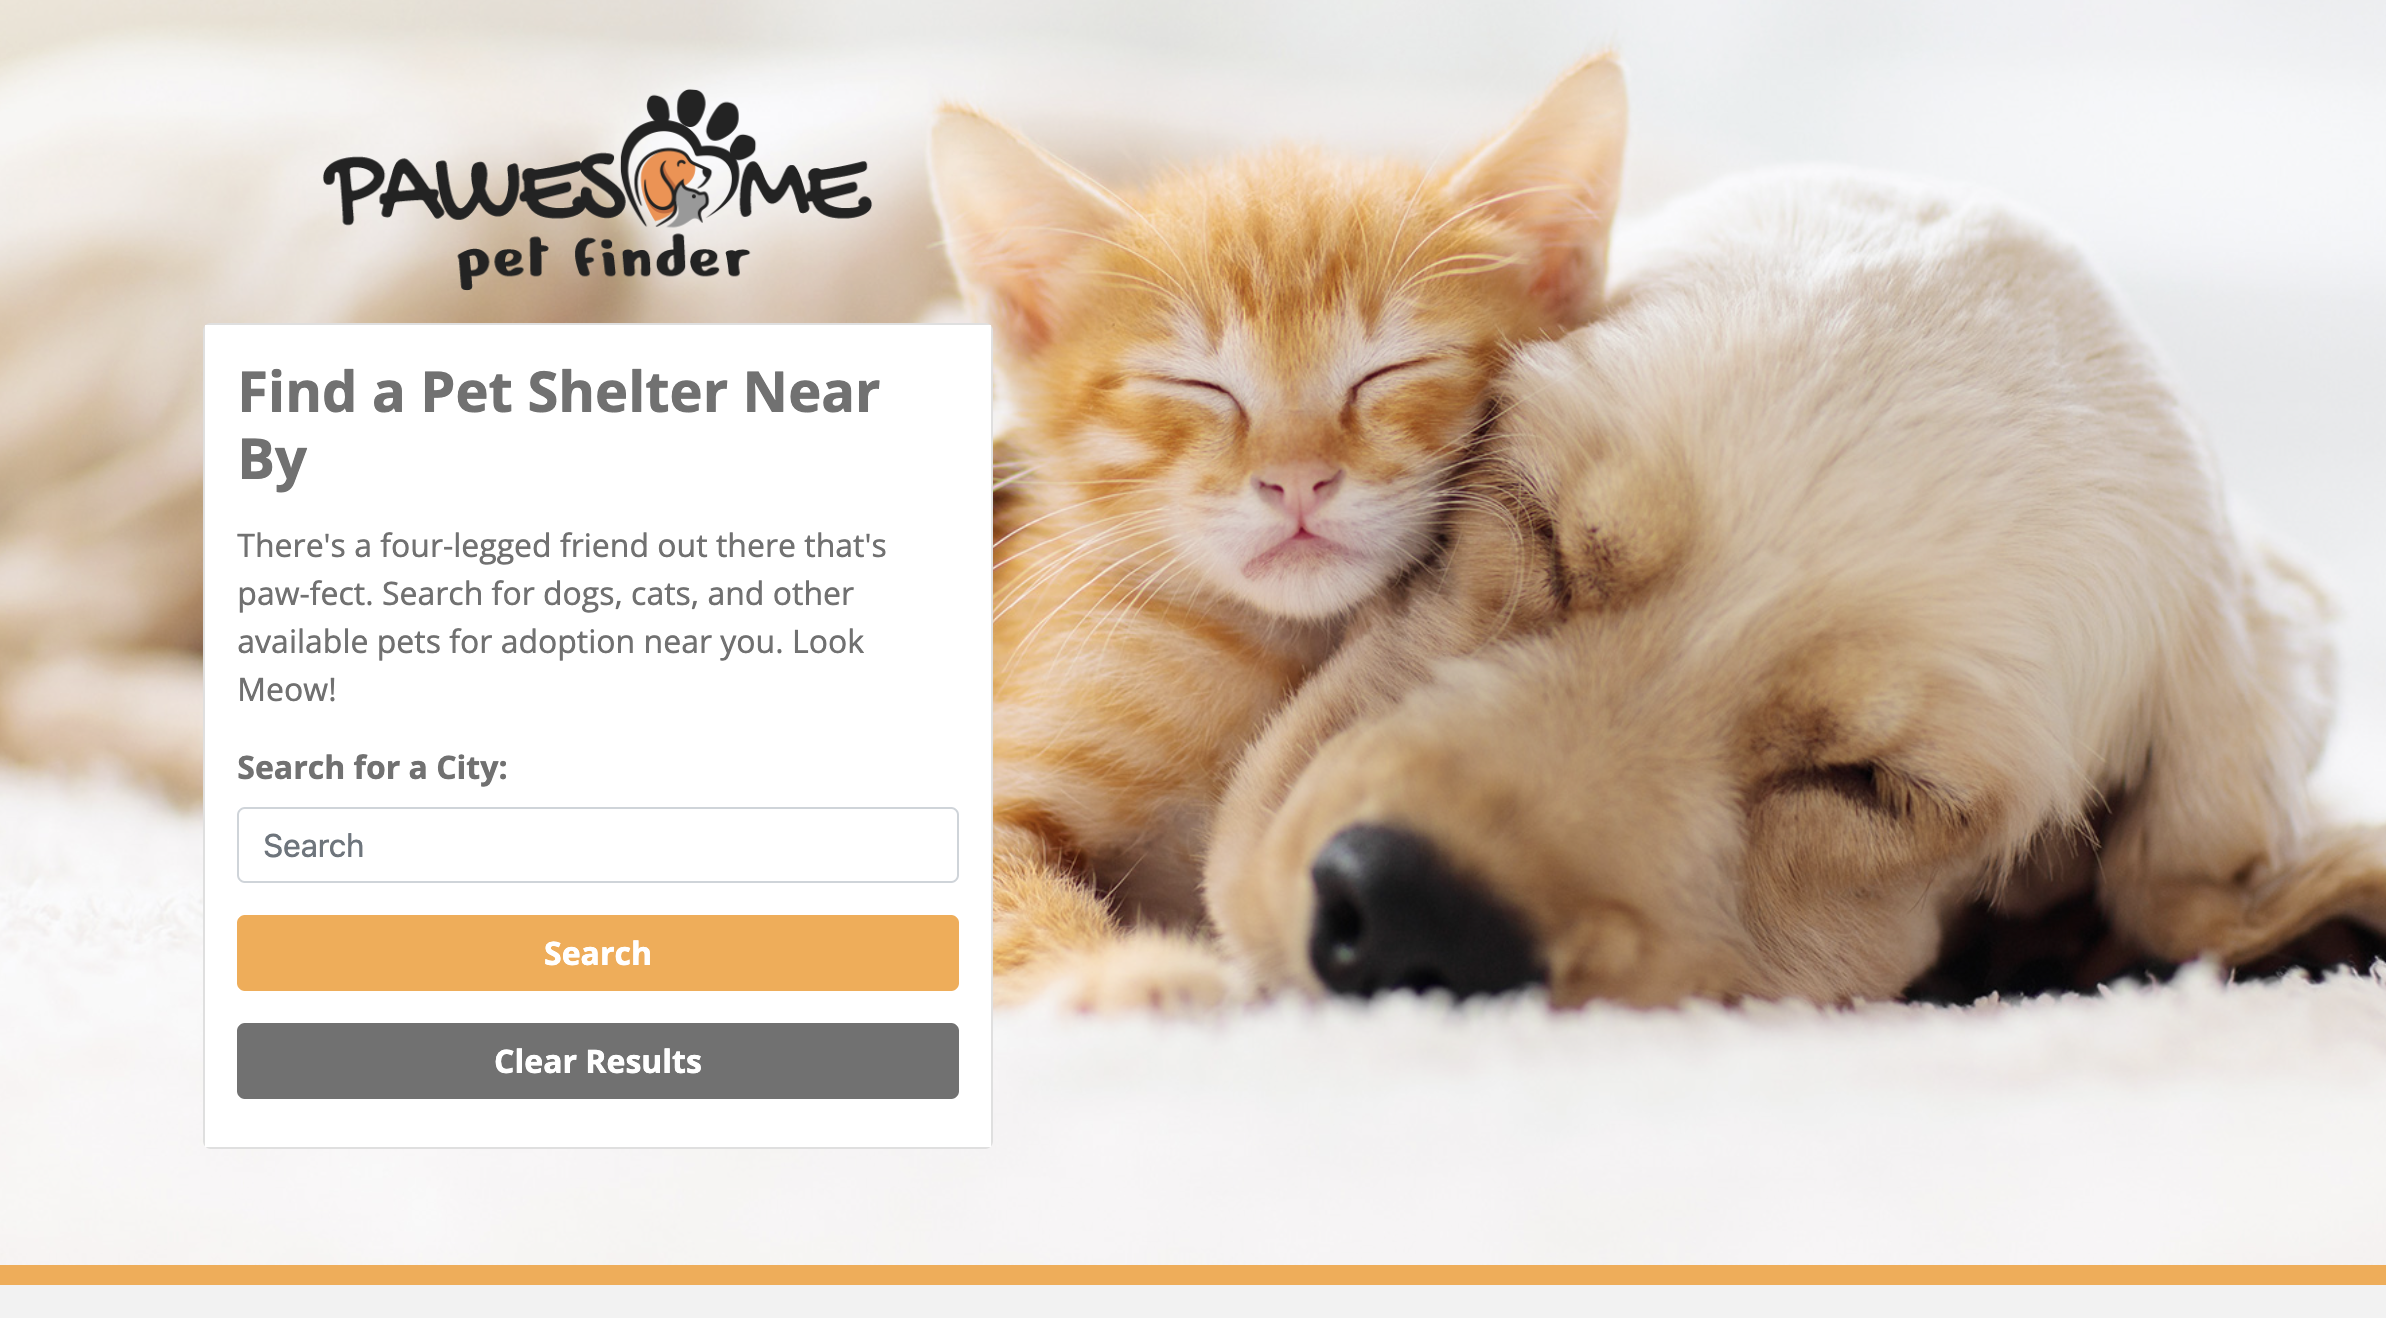 PAWESOME
pet finder
Find a Pet Shelter Near
By
There's a four-legged friend out there that's
paw-fect. Search for dogs, cats, and other
available pets for adoption near you. Look
Meow!
Search for a City:
Search
Search
Clear Results